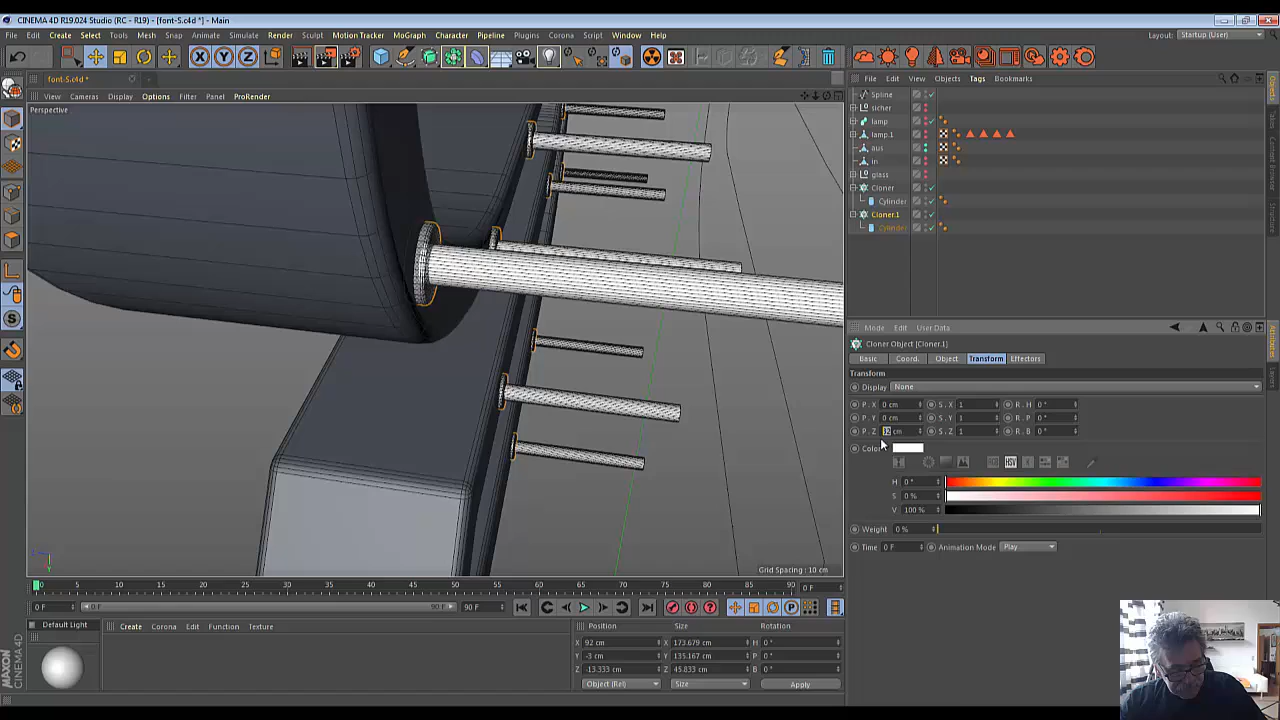 CINEMA 4D R19.024 Studio (RC - R19) - [font-S.c4d *] - Main
File Edit Create Select Tools Mesh Snap Animate Simulate Render Motion Tracker MoGraph Character Pipeline Plugins Corona Script Window Help
Layout: Startup (User)
font-S.c4d *
View Cameras Display Options Filter Panel ProRender
File Edit View Objects Tags Bookmarks
Perspective
Spline
sicher
lamp
lamp.1
aus
in
glass
Cloner
Cylinder
Cloner.1
Cylinder
Mode Edit User Data
Cloner Object [Cloner.1]
Basic Coord. Object Transform Effectors
Transform
Display None
P . X 0 cm S . X 1 R . H 0 °
P . Y 0 cm S . Y 1 R . P 0 °
P . Z cm S . Z 1 R . B 0 °
Color
HSV
H 0 °
S 0 %
V 100 %
Weight 0 %
Time 0 F Animation Mode Play
Grid Spacing : 10 cm
0 5 10 15 20 25 30 35 40 45 50 55 60 65 70 75 80 85 90 0 F
0 F 0 F 90 F 90 F
Default Light
Create Corona Edit Function Texture
Position Size Rotation
X 92 cm X 173.679 cm H 0 °
Y -3 cm Y 135.167 cm P 0 °
Z -13.333 cm Z 45.833 cm B 0 °
Object (Rel) Size Apply
MAXON CINEMA 4D